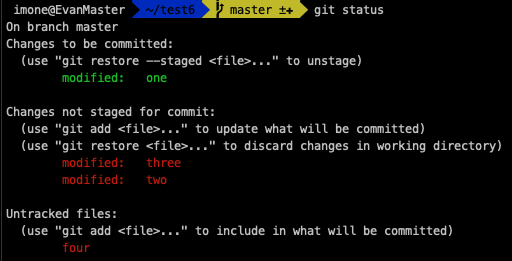 imone@EvanMaster ~/test6 master ±+ git status
On branch master
Changes to be committed:
  (use "git restore --staged <file>..." to unstage)
        modified:   one

Changes not staged for commit:
  (use "git add <file>..." to update what will be committed)
  (use "git restore <file>..." to discard changes in working directory)
        modified:   three
        modified:   two

Untracked files:
  (use "git add <file>..." to include in what will be committed)
        four